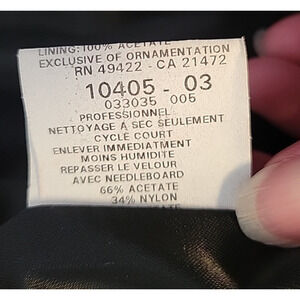 LINING: 100% ACETATE
EXCLUSIVE OF ORNAMENTATION
RN 49422 - CA 21472
10405 - 03
033035 005
PROFESSIONNEL
NETTOYAGE A SEC SEULEMENT
CYCLE COURT
ENLEVER IMMEDIATMENT
MOINS HUMIDITE
REPASSER LE VELOUR
AVEC NEEDLEBOARD
66% ACETATE
34% NYLON